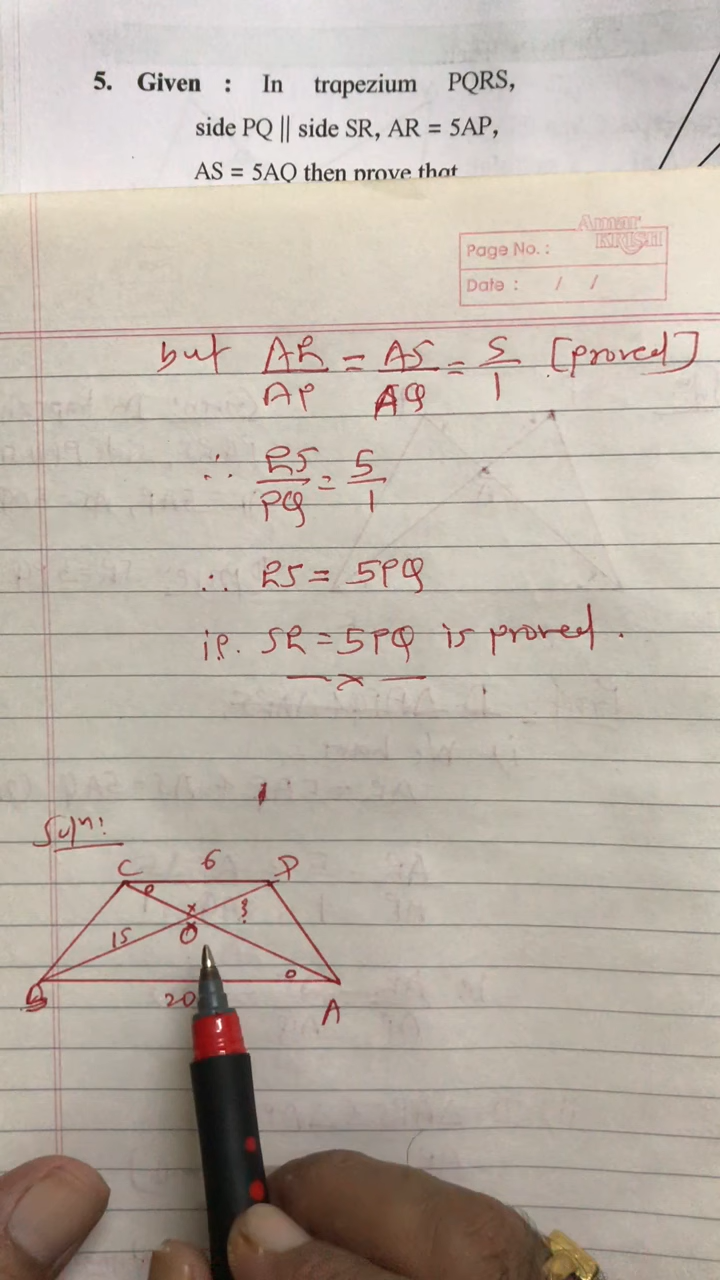 5. Given : In trapezium PQRS,
side PQ || side SR, AR = 5AP,
AS = 5AQ then prove that
Amar
KRISTI
Page No. :
Date : / /
but AR/AP = AS/AQ = 5/1 [proved]
∴ RS/PQ = 5/1
∴ RS = 5PQ
i.e. SR = 5PQ is proved.
— x —
Soln:
C 6 D
x
15 O ?
B 20 A